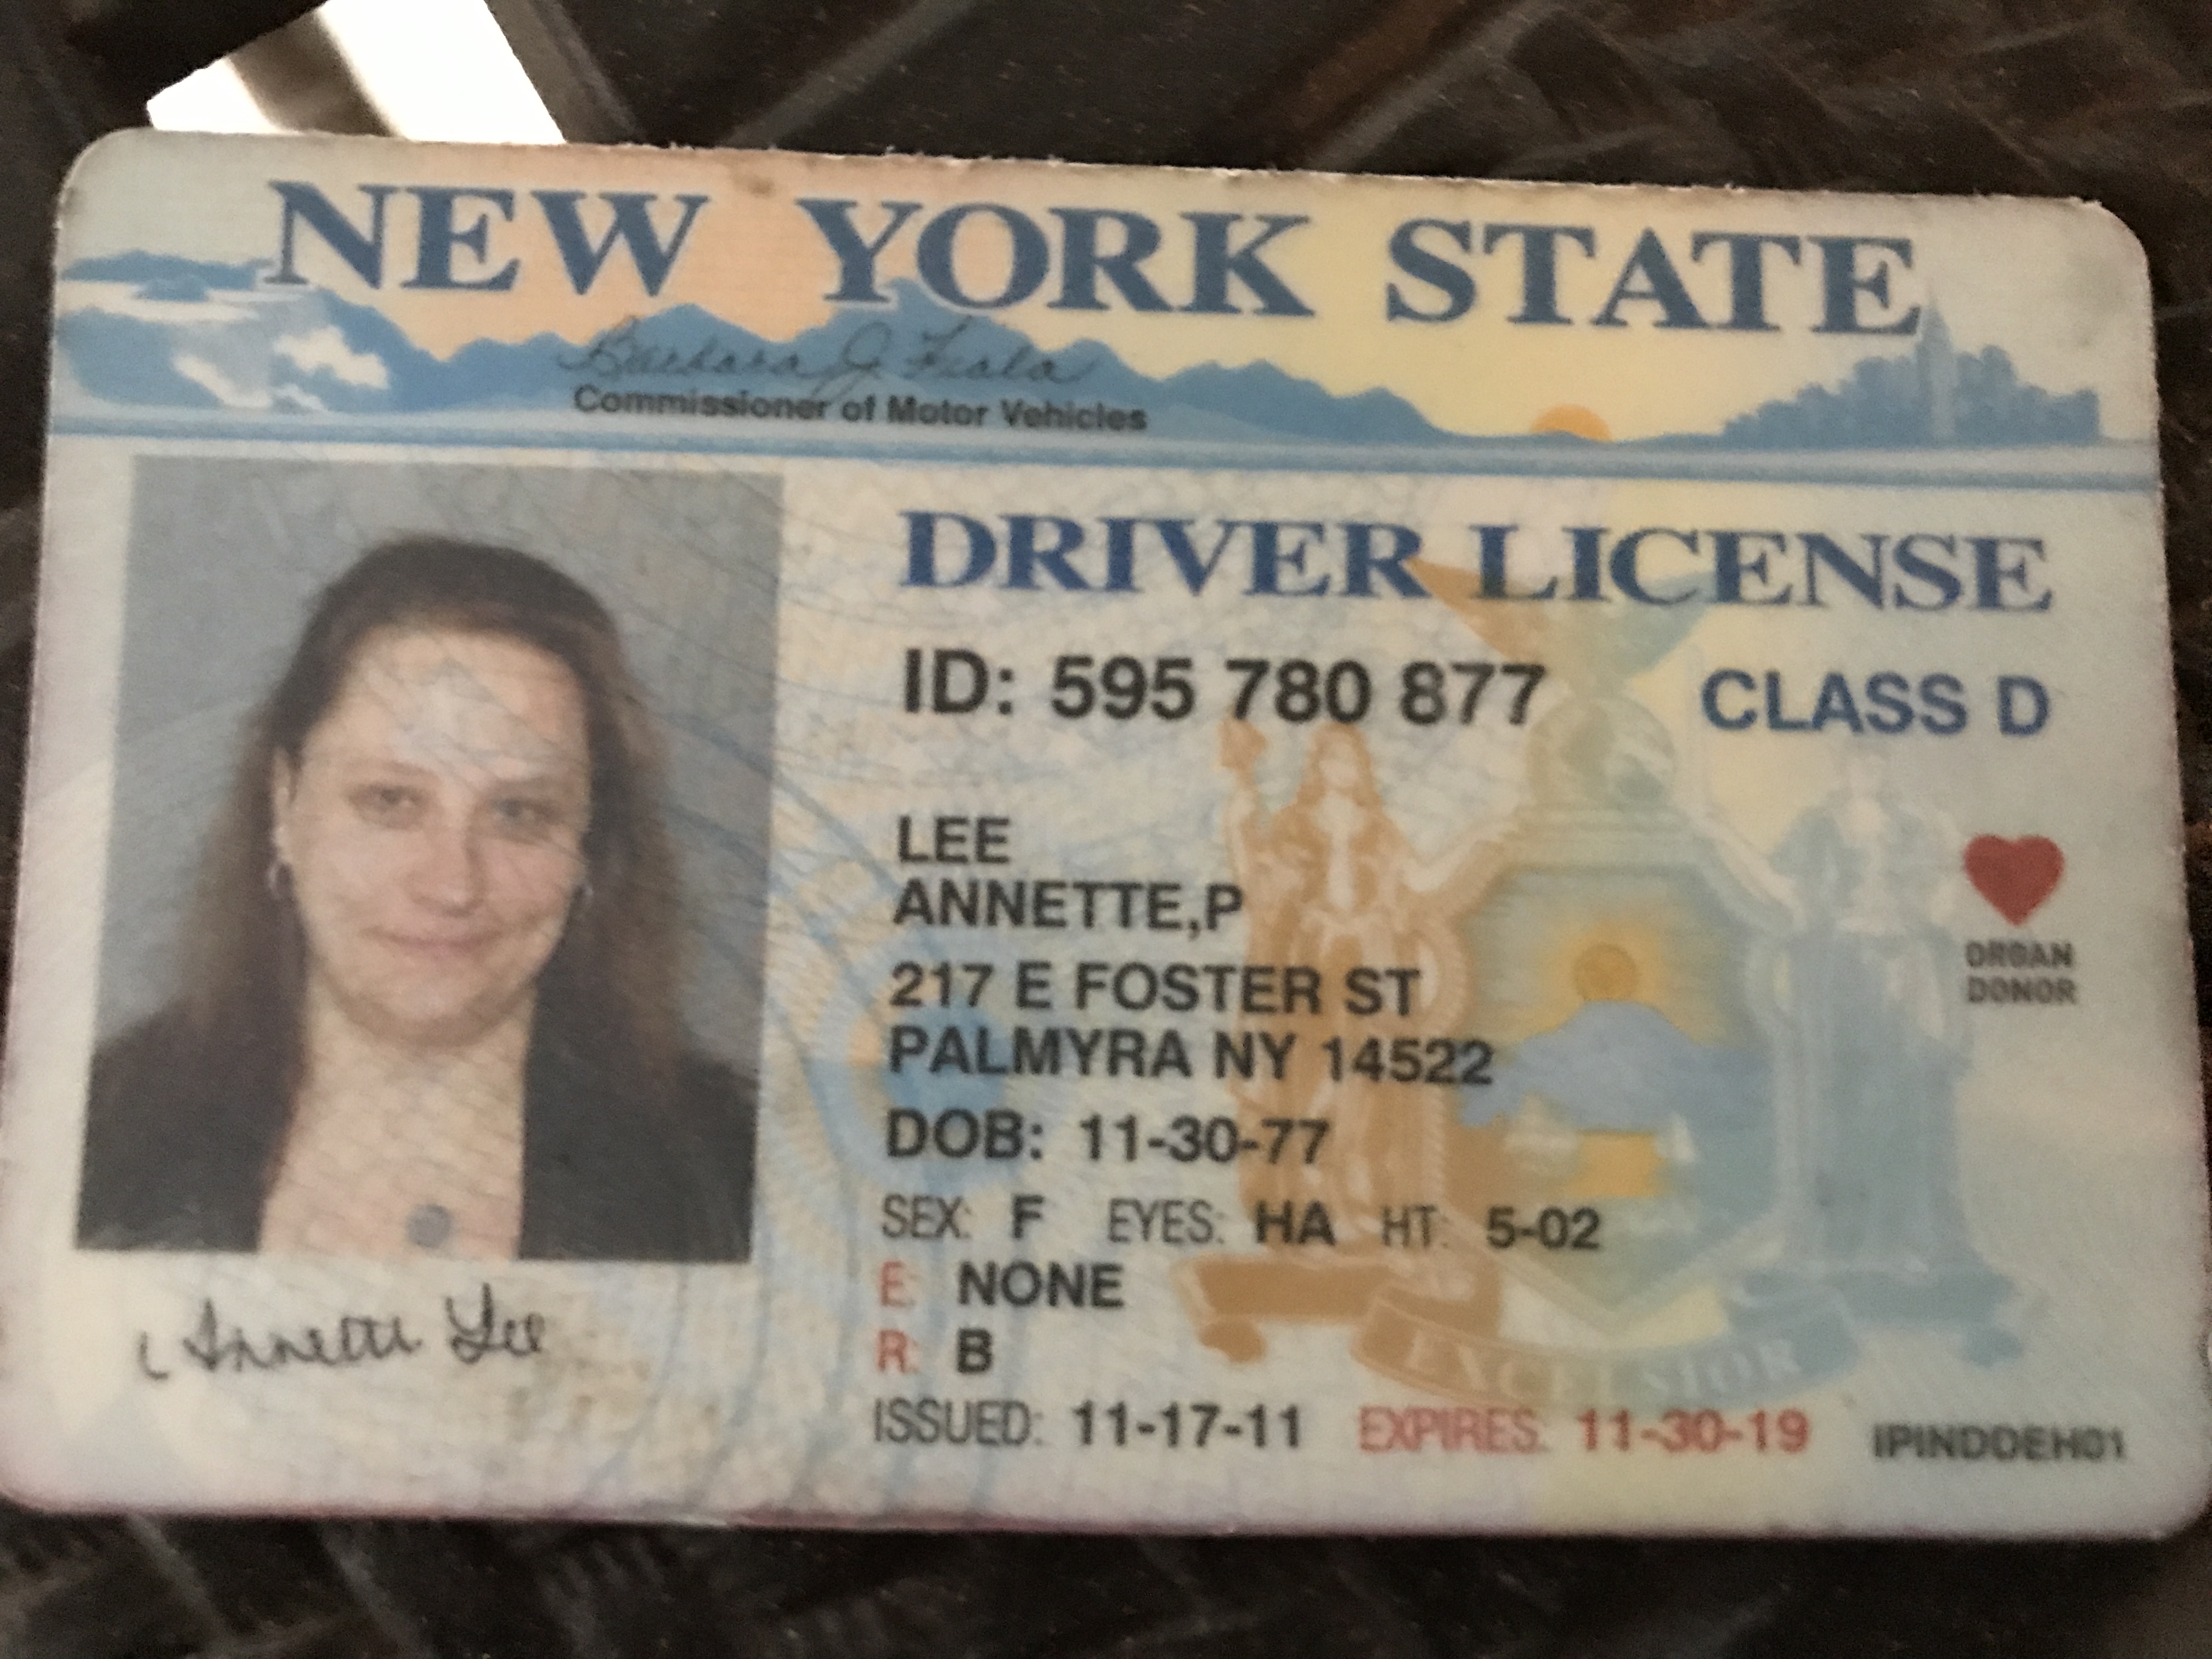 NEW YORK STATE
Commissioner of Motor Vehicles
DRIVER LICENSE
ID: 595 780 877 CLASS D
LEE
ANNETTE,P
217 E FOSTER ST
PALMYRA NY 14522
DOB: 11-30-77
SEX: F EYES: HA HT: 5-02
E: NONE
R: B
ISSUED: 11-17-11 EXPIRES: 11-30-19 IPINDOEH01
ORGAN
DONOR
EXCELSIOR
Annette Lee